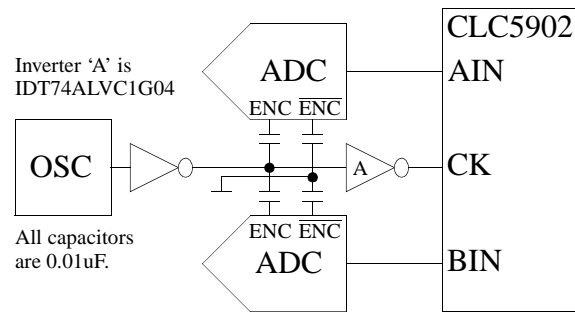 CLC5902
ADC
AIN
Inverter ‘A’ is
IDT74ALVC1G04
ENC ENC
OSC
A
CK
ENC ENC
All capacitors
are 0.01uF.
ADC
BIN